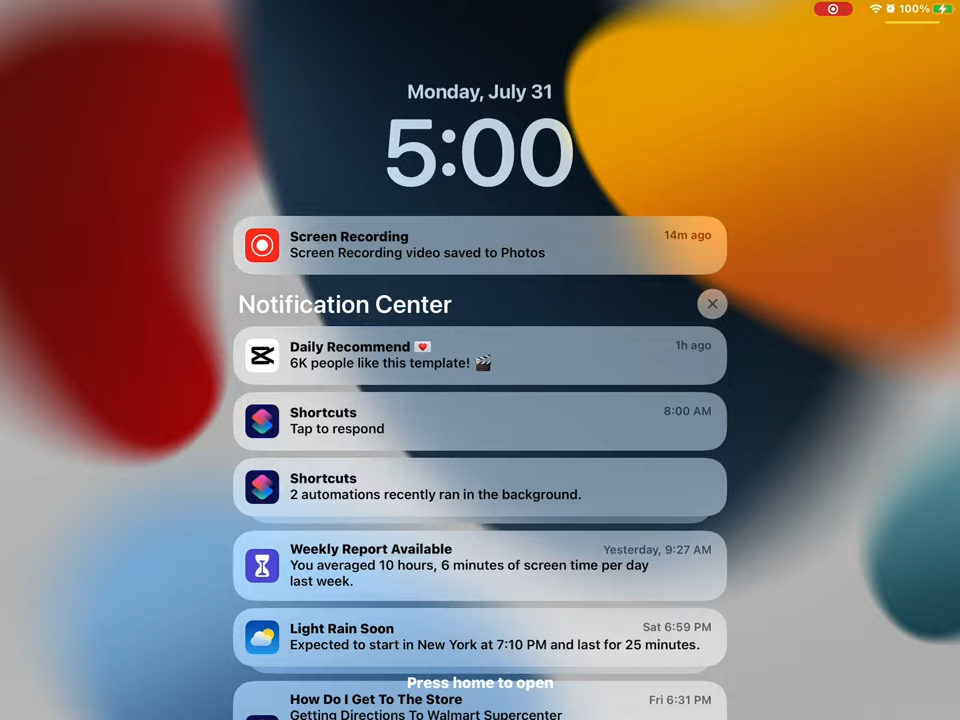 100%
Monday, July 31
5:00
Screen Recording
14m ago
Screen Recording video saved to Photos
Notification Center
Daily Recommend 💌
1h ago
6K people like this template! 🎬
Shortcuts
8:00 AM
Tap to respond
Shortcuts
2 automations recently ran in the background.
Weekly Report Available
Yesterday, 9:27 AM
You averaged 10 hours, 6 minutes of screen time per day
last week.
Light Rain Soon
Sat 6:59 PM
Expected to start in New York at 7:10 PM and last for 25 minutes.
Press home to open
How Do I Get To The Store
Fri 6:31 PM
Getting Directions To Walmart Supercenter